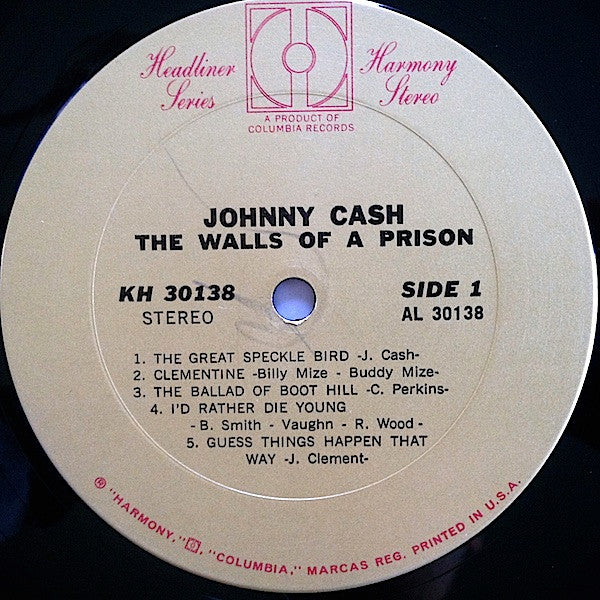 Headliner Harmony
Series Stereo
A PRODUCT OF
COLUMBIA RECORDS
JOHNNY CASH
THE WALLS OF A PRISON
KH 30138 SIDE 1
STEREO AL 30138
1. THE GREAT SPECKLE BIRD -J. Cash-
2. CLEMENTINE -Billy Mize - Buddy Mize-
3. THE BALLAD OF BOOT HILL -C. Perkins-
4. I'D RATHER DIE YOUNG
- B. Smith - Vaughn - R. Wood -
5. GUESS THINGS HAPPEN THAT
WAY -J. Clement-
® "HARMONY," "COLUMBIA," MARCAS REG. PRINTED IN U.S.A.